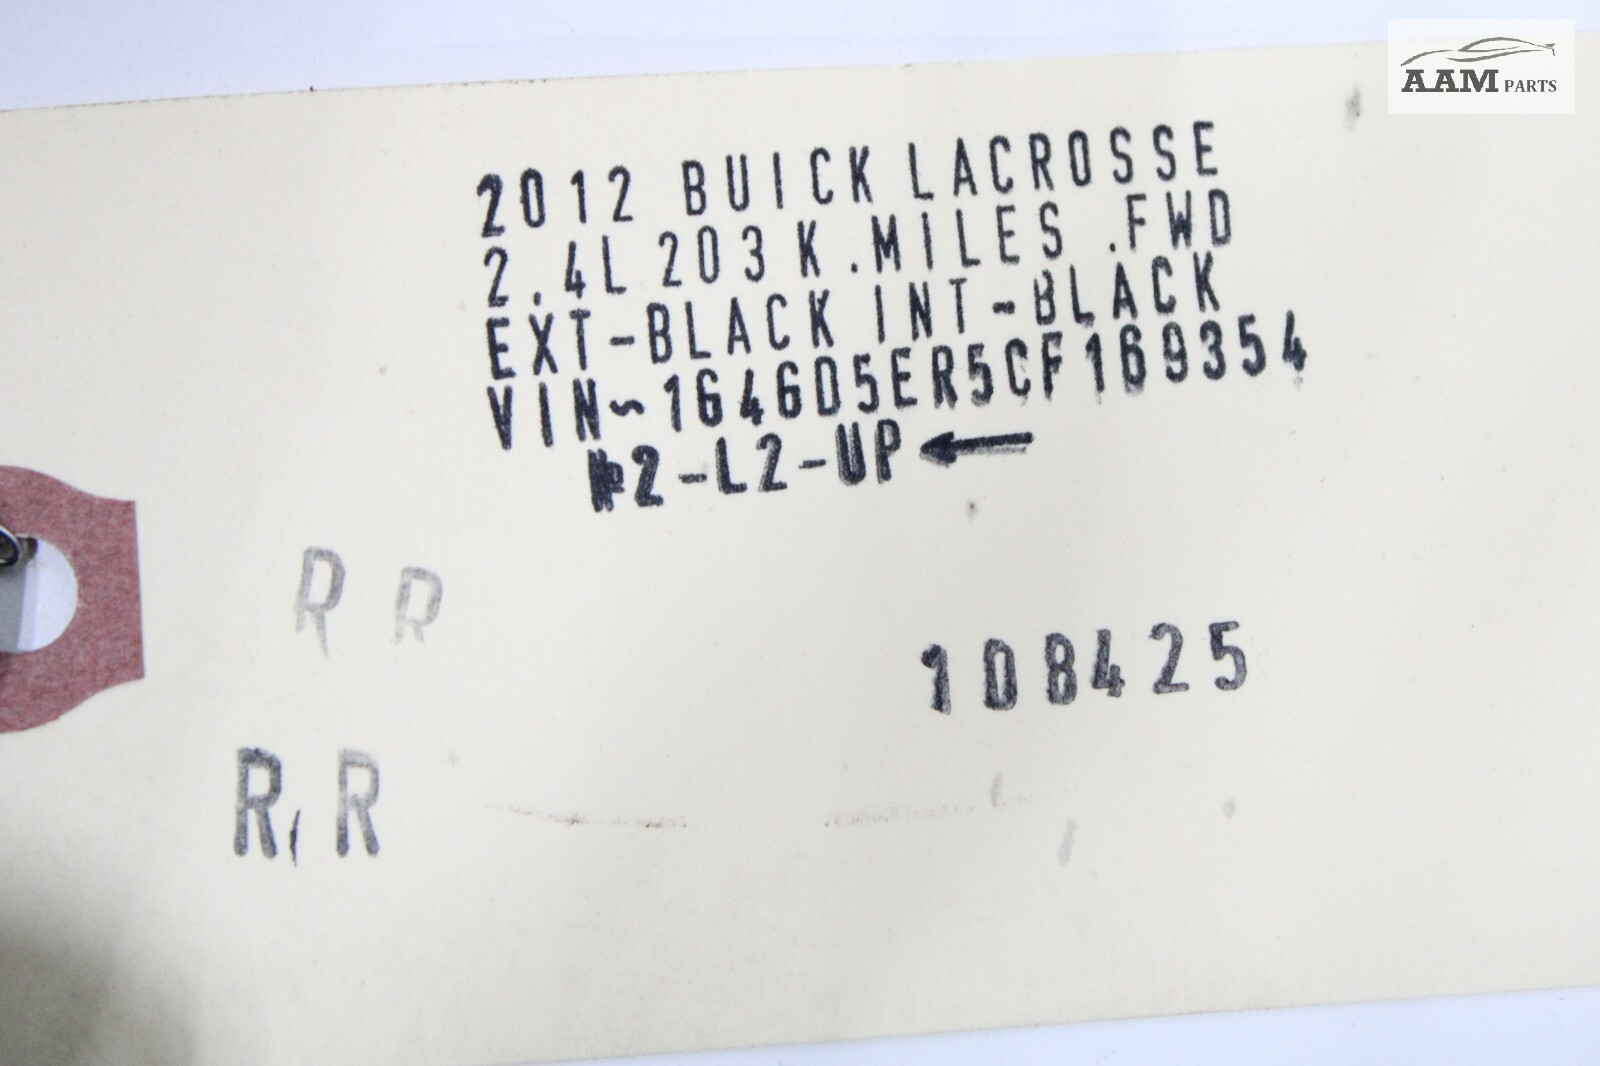 AAM PARTS
2012 BUICK LACROSSE
2.4L 203 K.MILES .FWD
EXT-BLACK INT-BLACK
VIN~1G4GD5ER5CF169354
2-L2-UP
R R
108425
R R